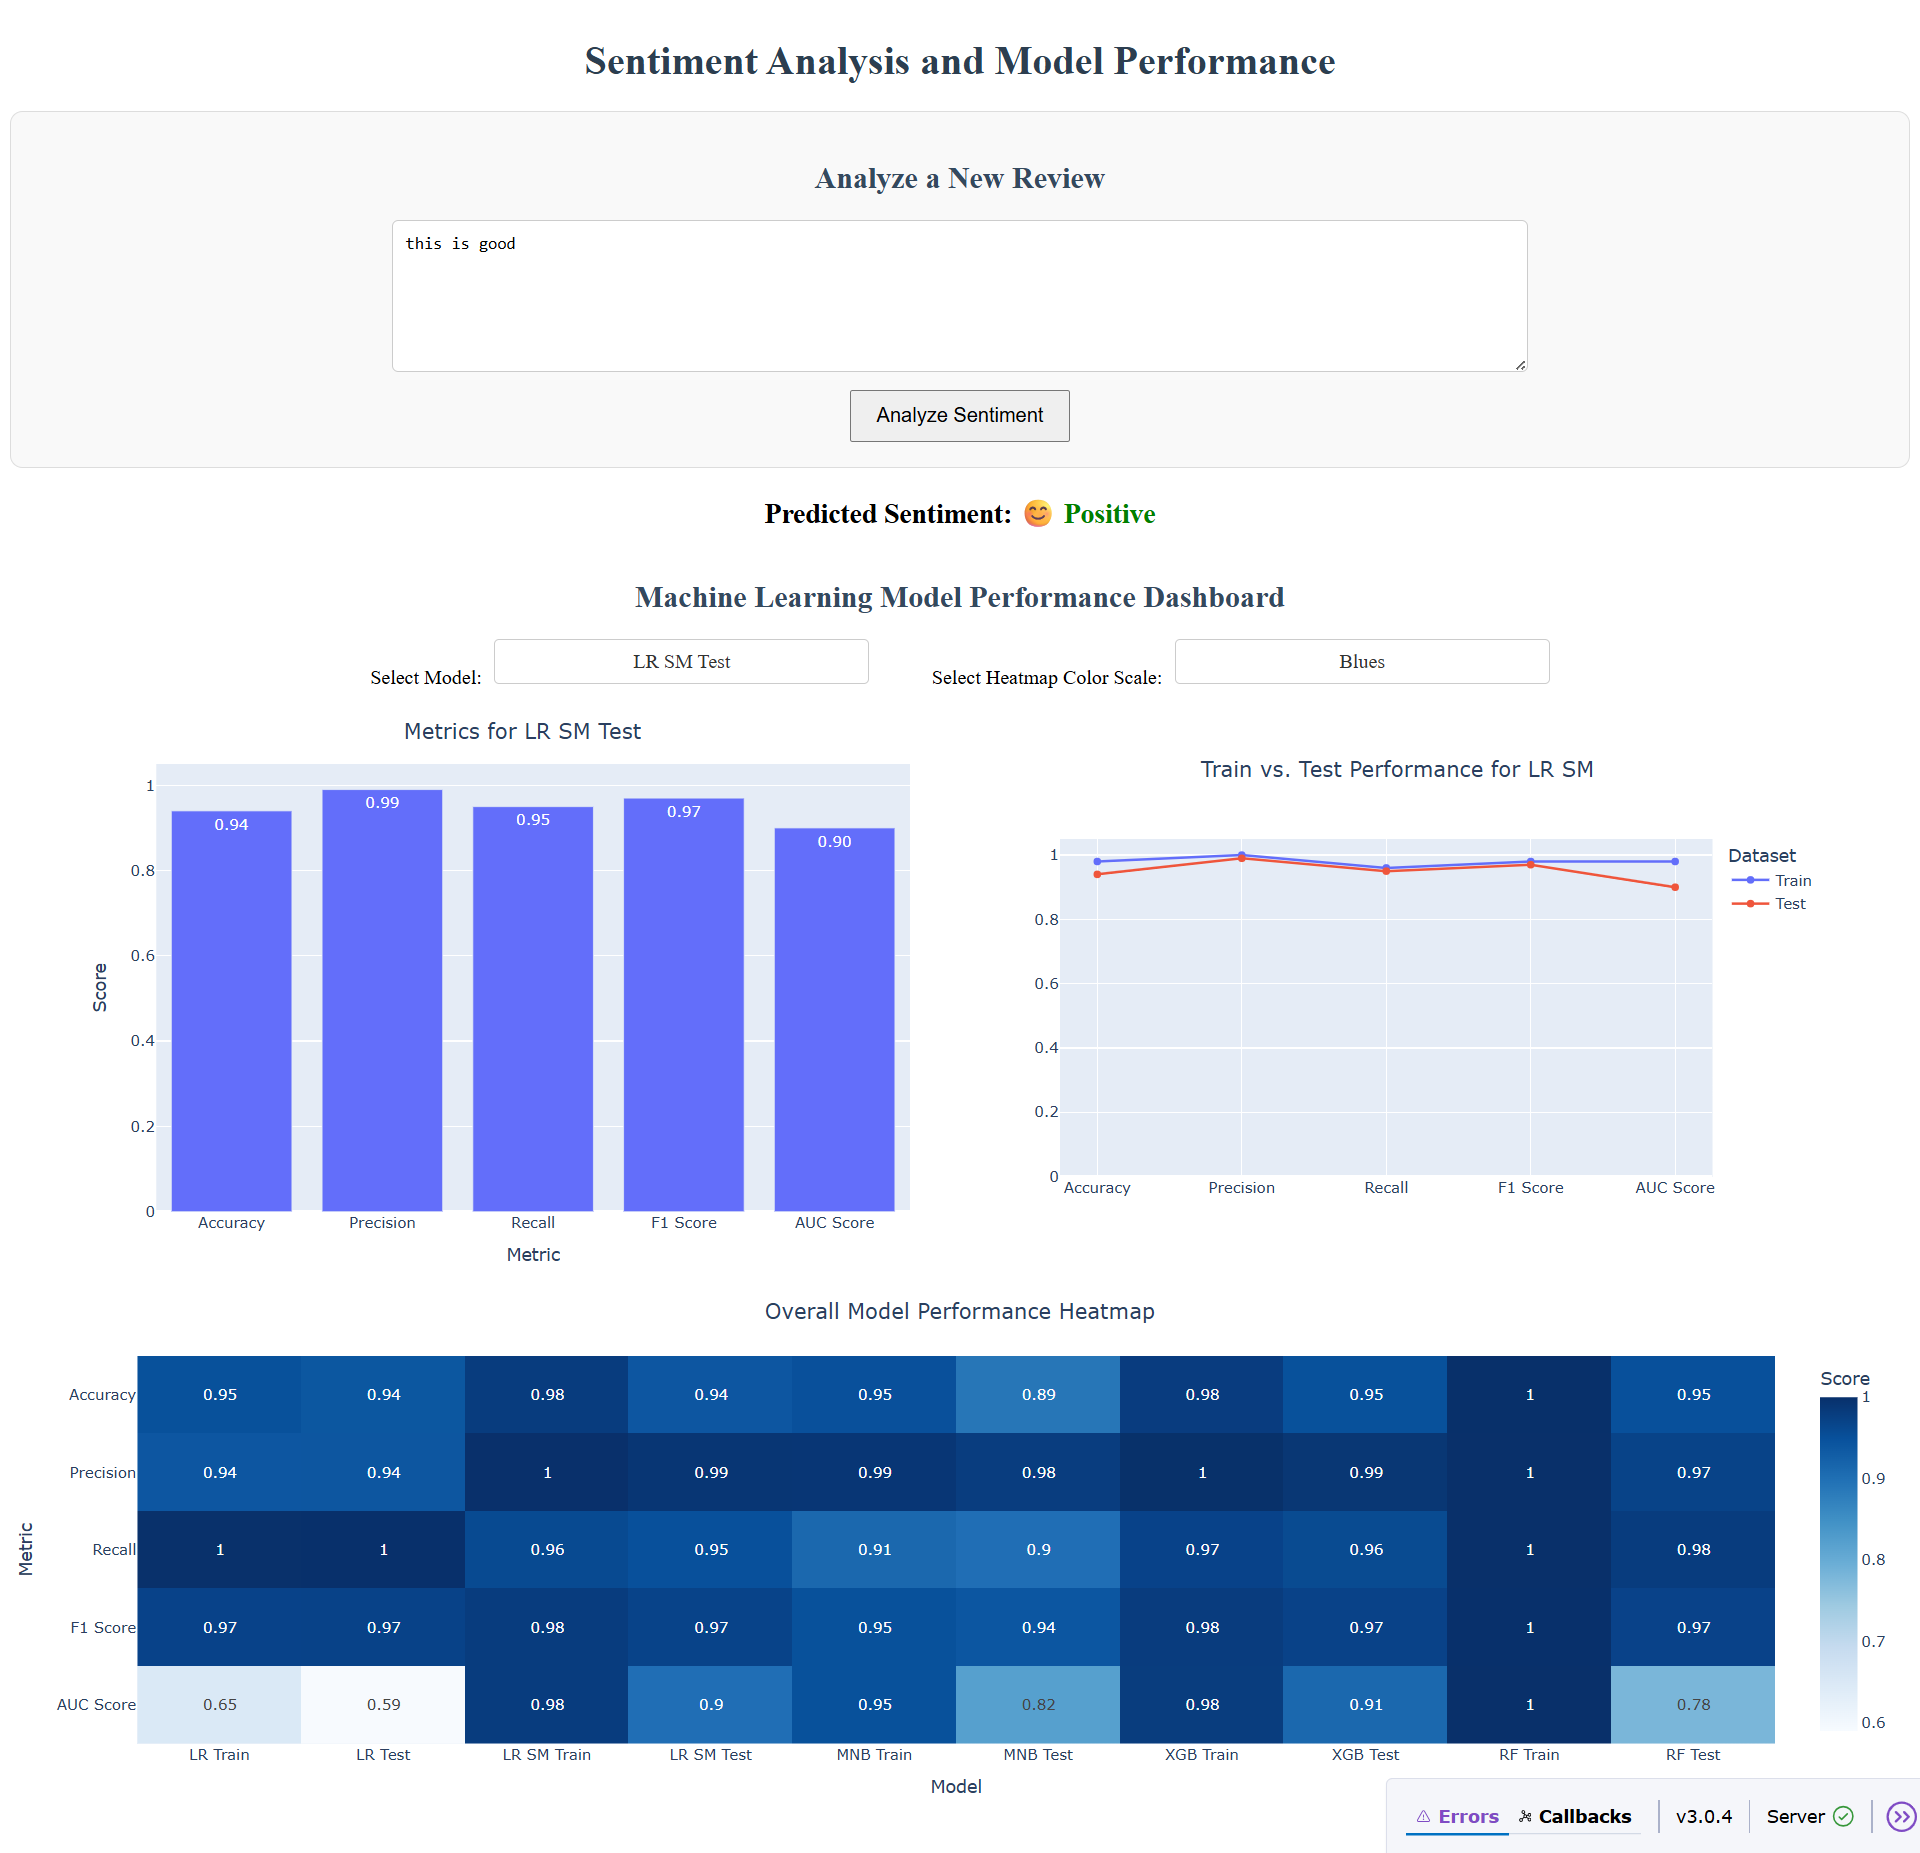 Sentiment Analysis and Model Performance
Analyze a New Review
this is good
Analyze Sentiment
Predicted Sentiment: 😊 Positive
Machine Learning Model Performance Dashboard
Select Model: LR SM Test Select Heatmap Color Scale: Blues
Metrics for LR SM Test
1
0.8
0.6
0.4
0.2
0
Score
0.94 0.99 0.95 0.97 0.90
Accuracy Precision Recall F1 Score AUC Score
Metric
Train vs. Test Performance for LR SM
1
0.8
0.6
0.4
0.2
0
Accuracy Precision Recall F1 Score AUC Score
Dataset
Train
Test
Overall Model Performance Heatmap
Metric
Accuracy 0.95 0.94 0.98 0.94 0.95 0.89 0.98 0.95 1 0.95
Precision 0.94 0.94 1 0.99 0.99 0.98 1 0.99 1 0.97
Recall 1 1 0.96 0.95 0.91 0.9 0.97 0.96 1 0.98
F1 Score 0.97 0.97 0.98 0.97 0.95 0.94 0.98 0.97 1 0.97
AUC Score 0.65 0.59 0.98 0.9 0.95 0.82 0.98 0.91 1 0.78
LR Train LR Test LR SM Train LR SM Test MNB Train MNB Test XGB Train XGB Test RF Train RF Test
Model
Score
1
0.9
0.8
0.7
0.6
Errors Callbacks v3.0.4 Server